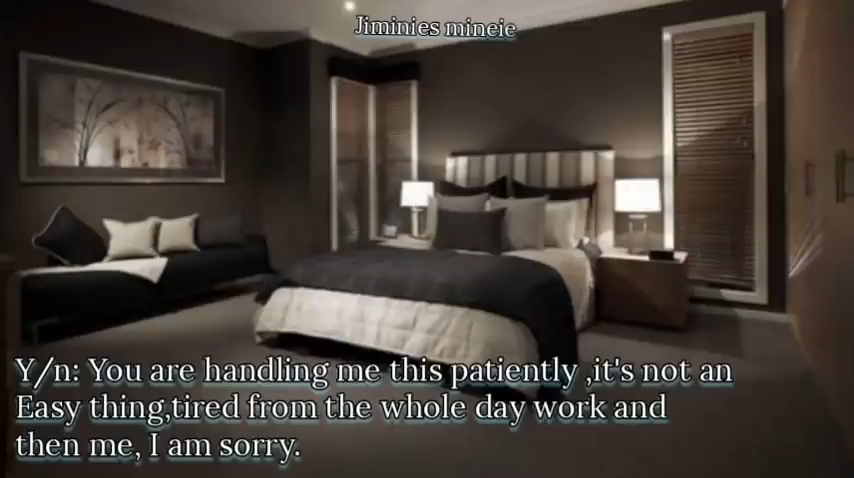 Jiminies mineie
Y/n: You are handling me this patiently ,it's not an
Easy thing,tired from the whole day work and
then me, I am sorry.